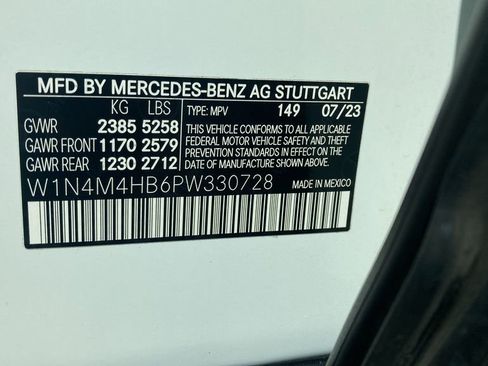 MFD BY MERCEDES-BENZ AG STUTTGART
KG LBS TYPE: MPV 149 07/23
GVWR 2385 5258 THIS VEHICLE CONFORMS TO ALL APPLICABLE
GAWR FRONT 1170 2579 FEDERAL MOTOR VEHICLE SAFETY AND THEFT
GAWR REAR 1230 2712 PREVENTION STANDARDS IN EFFECT ON THE
DATE OF MANUFACTURE SHOWN ABOVE.
W1N4M4HB6PW330728
MADE IN MEXICO